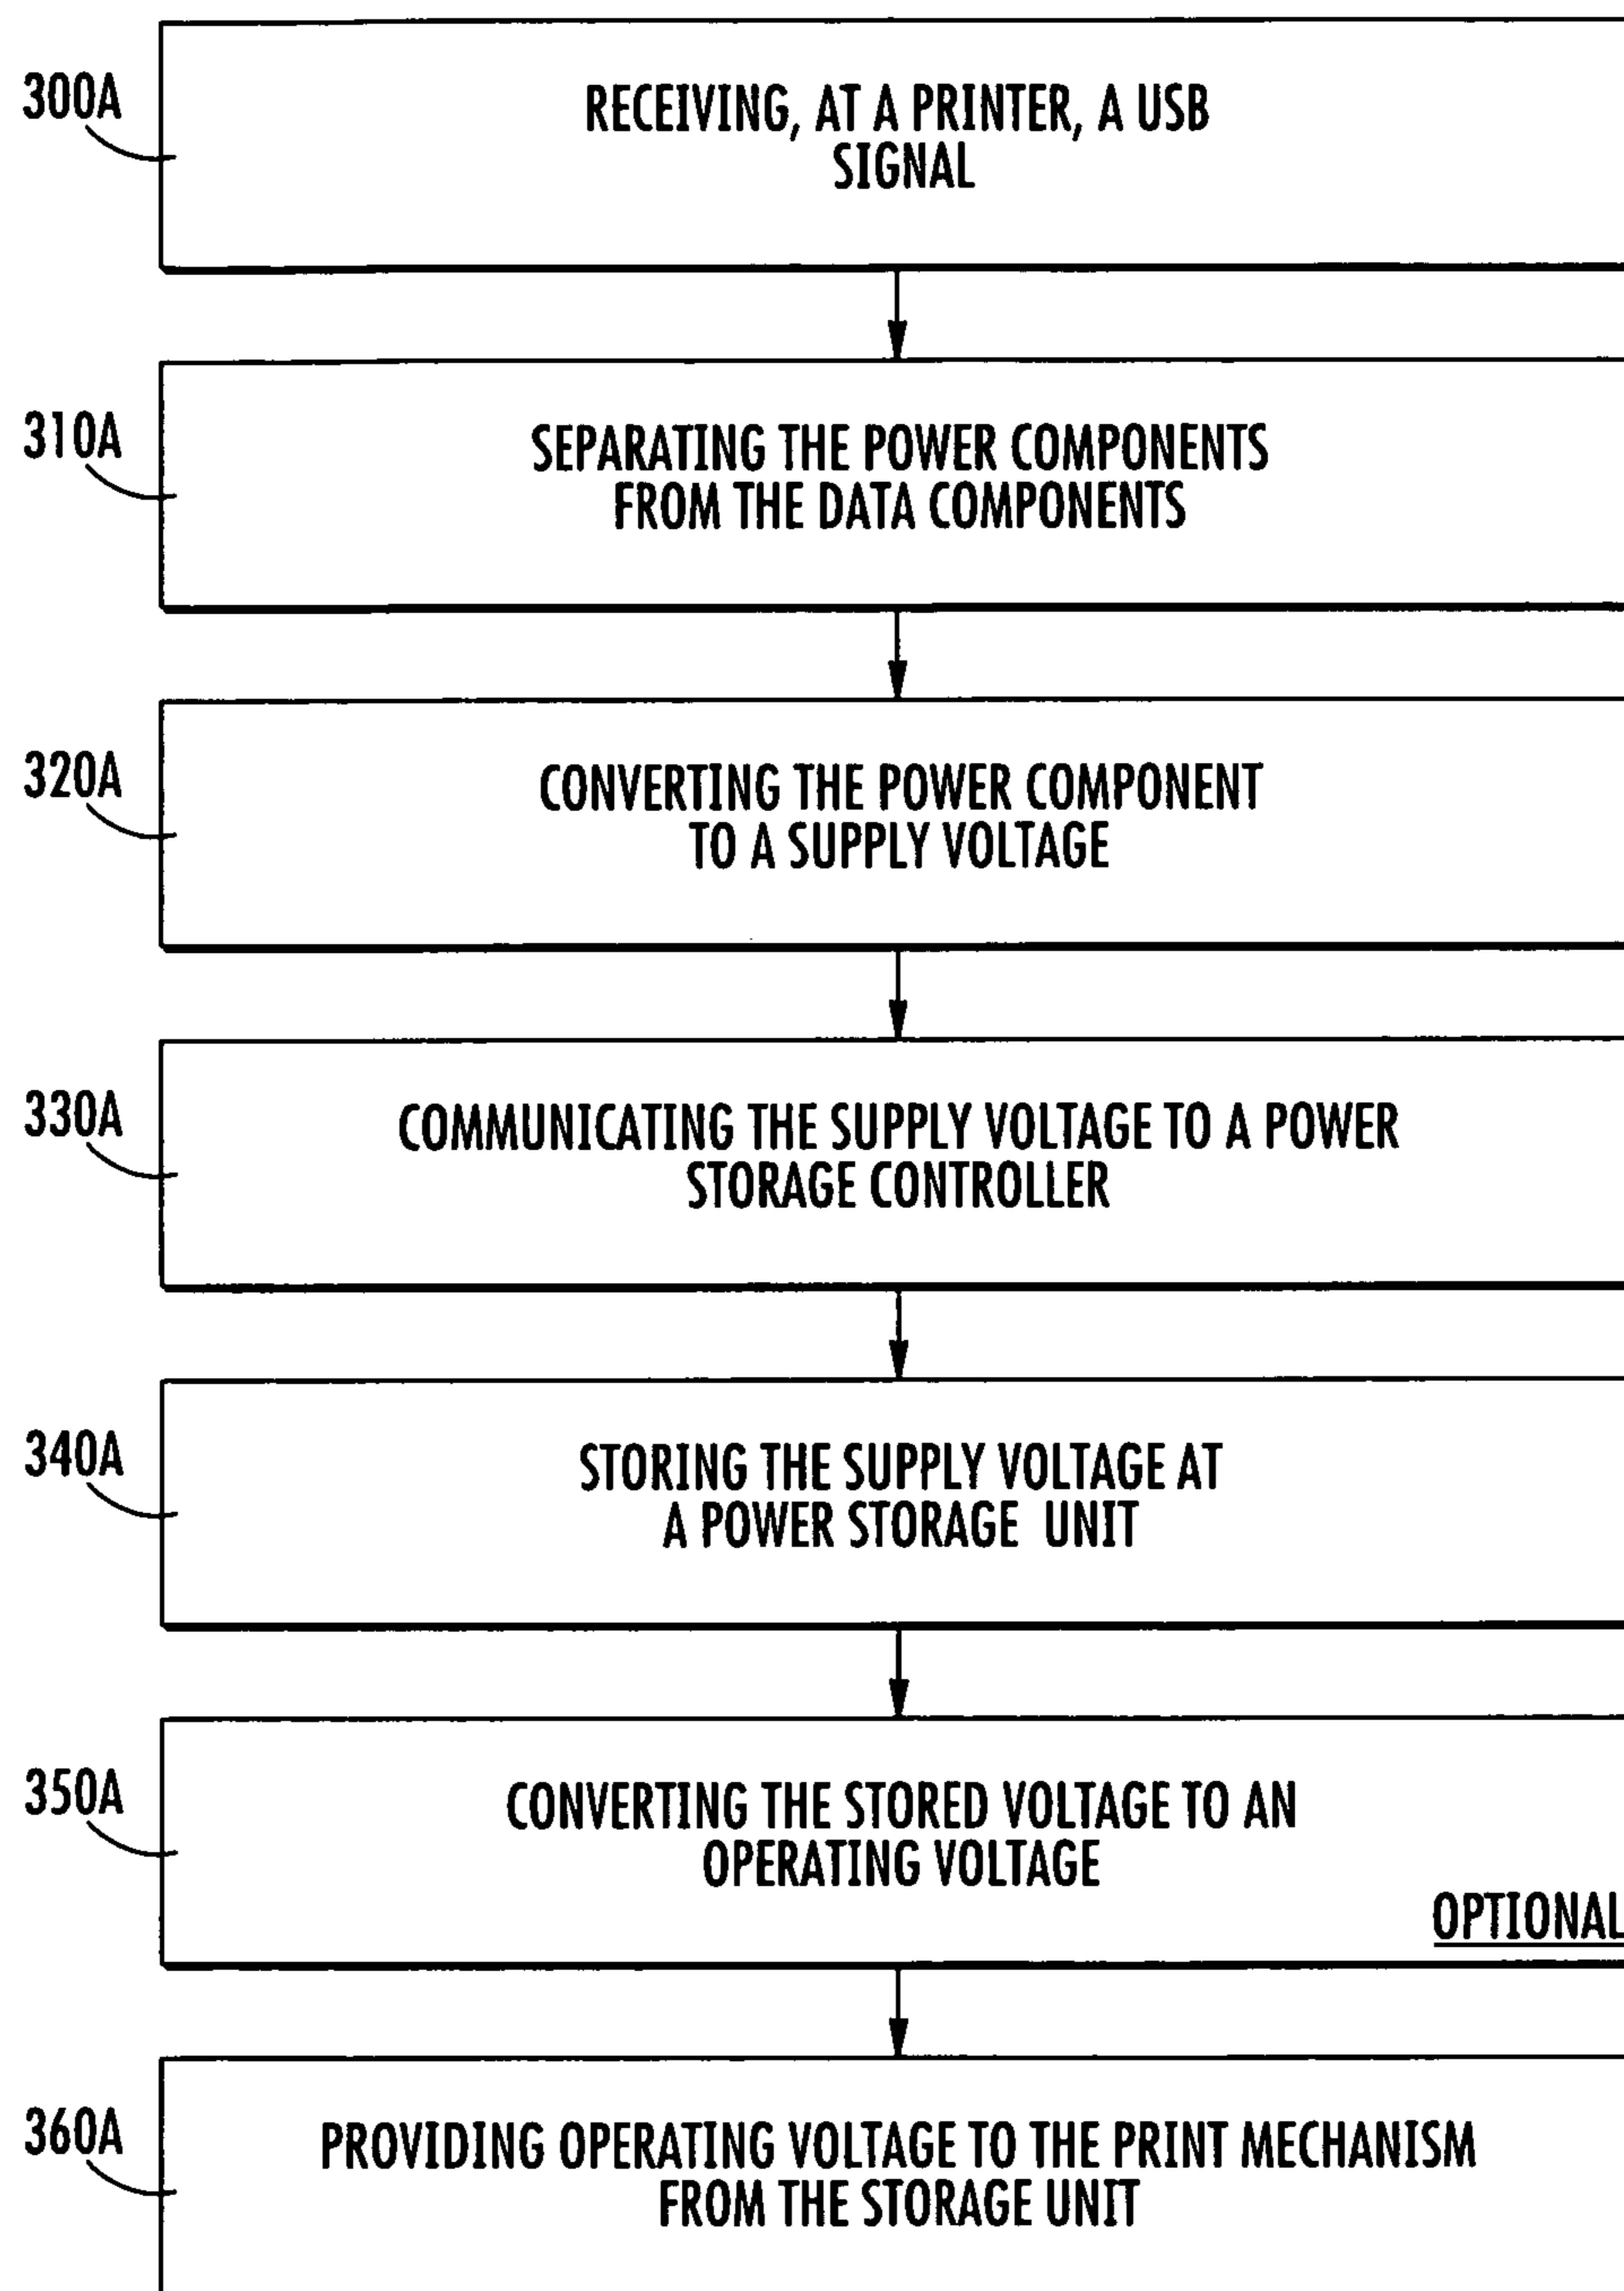 300A
RECEIVING, AT A PRINTER, A USB
SIGNAL
310A
SEPARATING THE POWER COMPONENTS
FROM THE DATA COMPONENTS
320A
CONVERTING THE POWER COMPONENT
TO A SUPPLY VOLTAGE
330A
COMMUNICATING THE SUPPLY VOLTAGE TO A POWER
STORAGE CONTROLLER
340A
STORING THE SUPPLY VOLTAGE AT
A POWER STORAGE UNIT
350A
CONVERTING THE STORED VOLTAGE TO AN
OPERATING VOLTAGE
OPTIONAL
360A
PROVIDING OPERATING VOLTAGE TO THE PRINT MECHANISM
FROM THE STORAGE UNIT